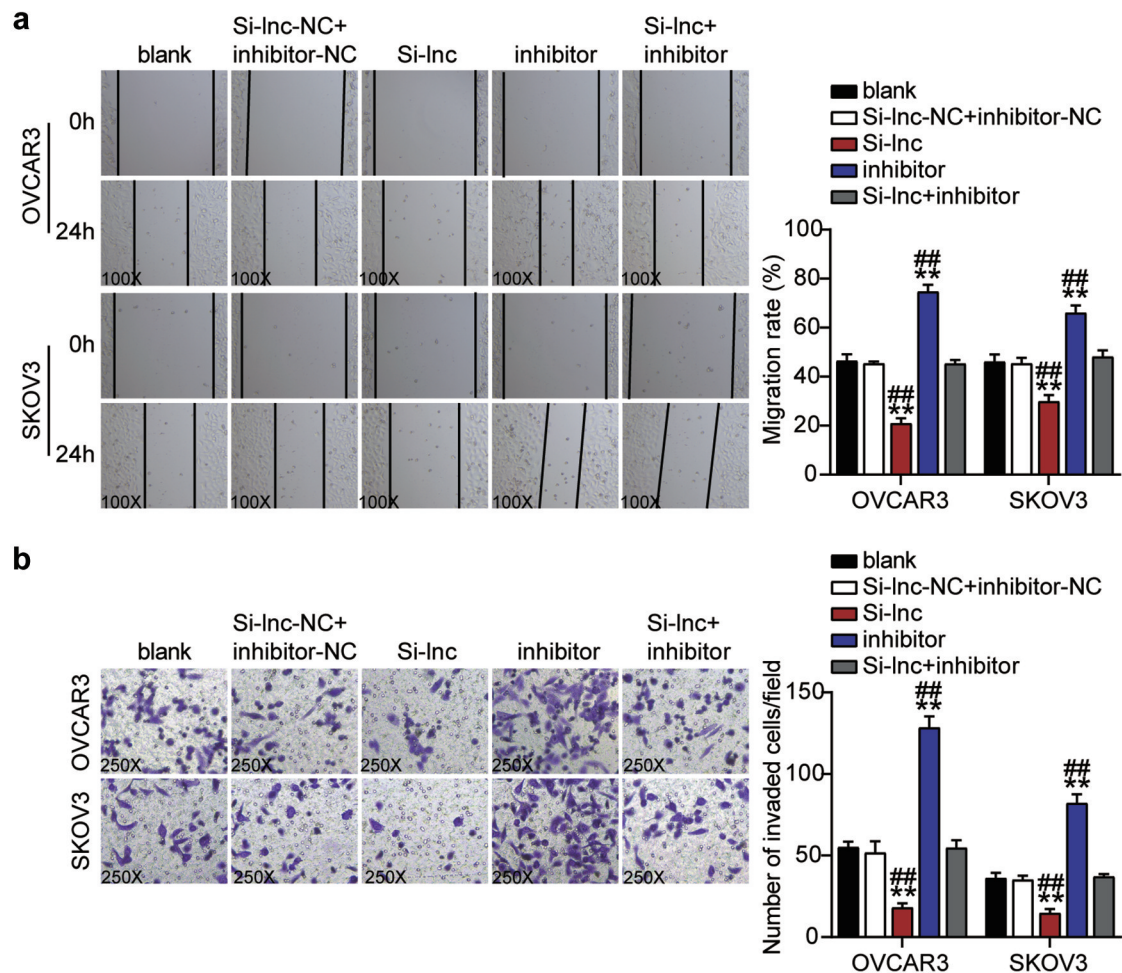 a
Si-lnc-NC+ Si-lnc+
blank inhibitor-NC Si-lnc inhibitor inhibitor
OVCAR3
0h
24h
100X 100X 100X 100X 100X
SKOV3
0h
24h
100X 100X 100X 100X 100X
blank
Si-lnc-NC+inhibitor-NC
Si-lnc
inhibitor
Si-lnc+inhibitor
Migration rate (%)
100
80
60
40
20
0
##
**
##
**
##
**
##
**
OVCAR3 SKOV3
b
Si-lnc-NC+ Si-lnc+
blank inhibitor-NC Si-lnc inhibitor inhibitor
OVCAR3
250X 250X 250X 250X 250X
SKOV3
250X 250X 250X 250X 250X
blank
Si-lnc-NC+inhibitor-NC
Si-lnc
inhibitor
Si-lnc+inhibitor
Number of invaded cells/field
150
100
50
0
##
**
##
**
##
**
##
**
OVCAR3 SKOV3